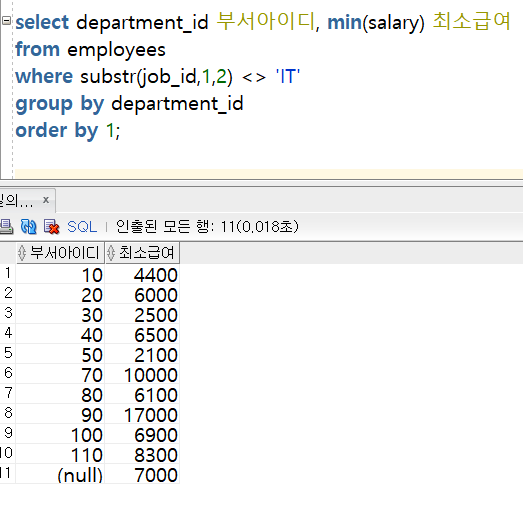 select department_id 부서아이디, min(salary) 최소급여
from employees
where substr(job_id,1,2) <> 'IT'
group by department_id
order by 1;
의... x
SQL | 인출된 모든 행: 11(0,018초)
부서아이디 최소급여
1 10 4400
2 20 6000
3 30 2500
4 40 6500
5 50 2100
6 70 10000
7 80 6100
8 90 17000
9 100 6900
10 110 8300
11 (null) 7000